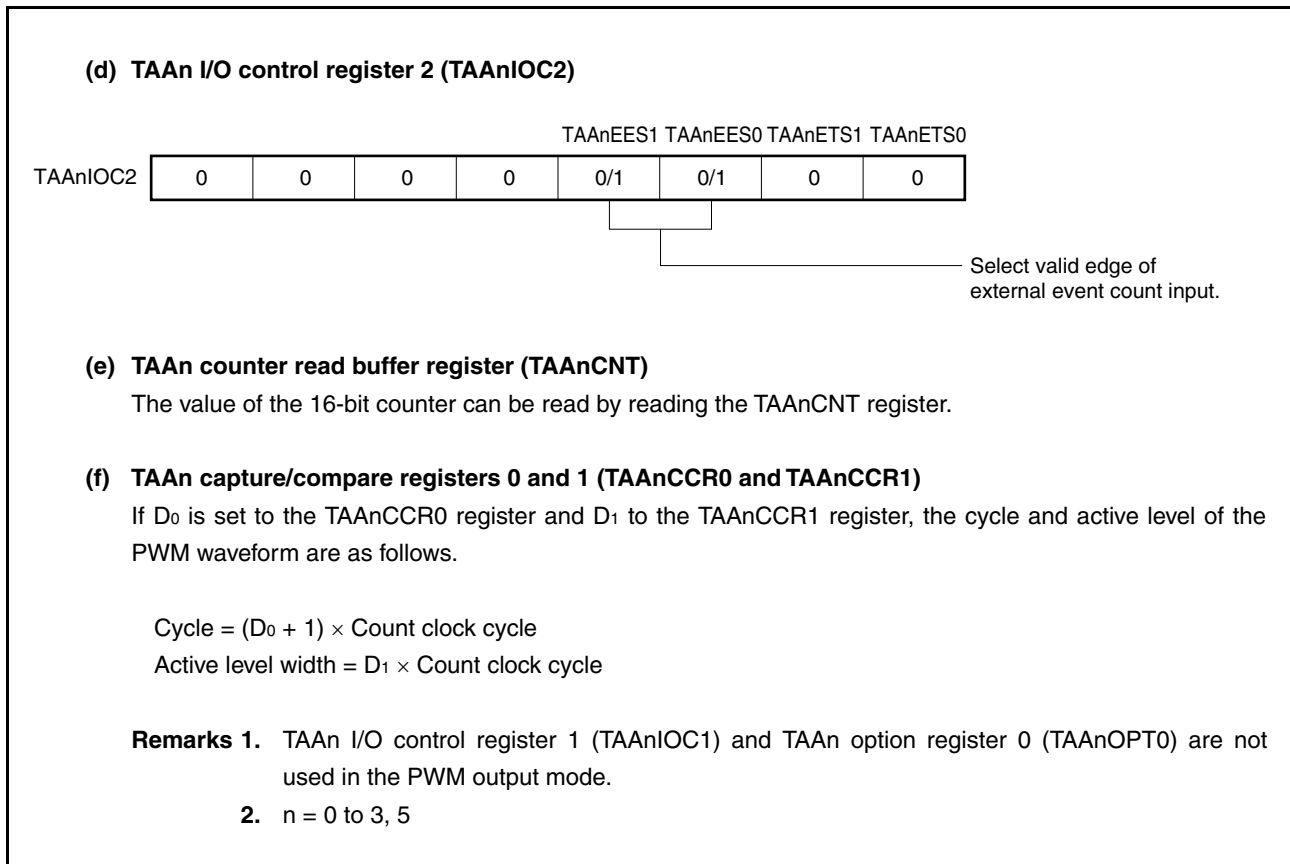 (d) TAAn I/O control register 2 (TAAnIOC2)
TAAnEES1 TAAnEES0 TAAnETS1 TAAnETS0
TAAnIOC2 0 0 0 0 0/1 0/1 0 0
Select valid edge of
external event count input.
(e) TAAn counter read buffer register (TAAnCNT)
The value of the 16-bit counter can be read by reading the TAAnCNT register.
(f) TAAn capture/compare registers 0 and 1 (TAAnCCR0 and TAAnCCR1)
If D0 is set to the TAAnCCR0 register and D1 to the TAAnCCR1 register, the cycle and active level of the
PWM waveform are as follows.
Cycle = (D0 + 1) × Count clock cycle
Active level width = D1 × Count clock cycle
Remarks 1. TAAn I/O control register 1 (TAAnIOC1) and TAAn option register 0 (TAAnOPT0) are not
used in the PWM output mode.
2. n = 0 to 3, 5